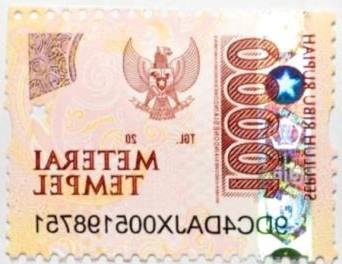 10000
SEPULUH RIBU RUPIAH
TGL. 20
METERAI
TEMPEL
9DC4DAJX005198751